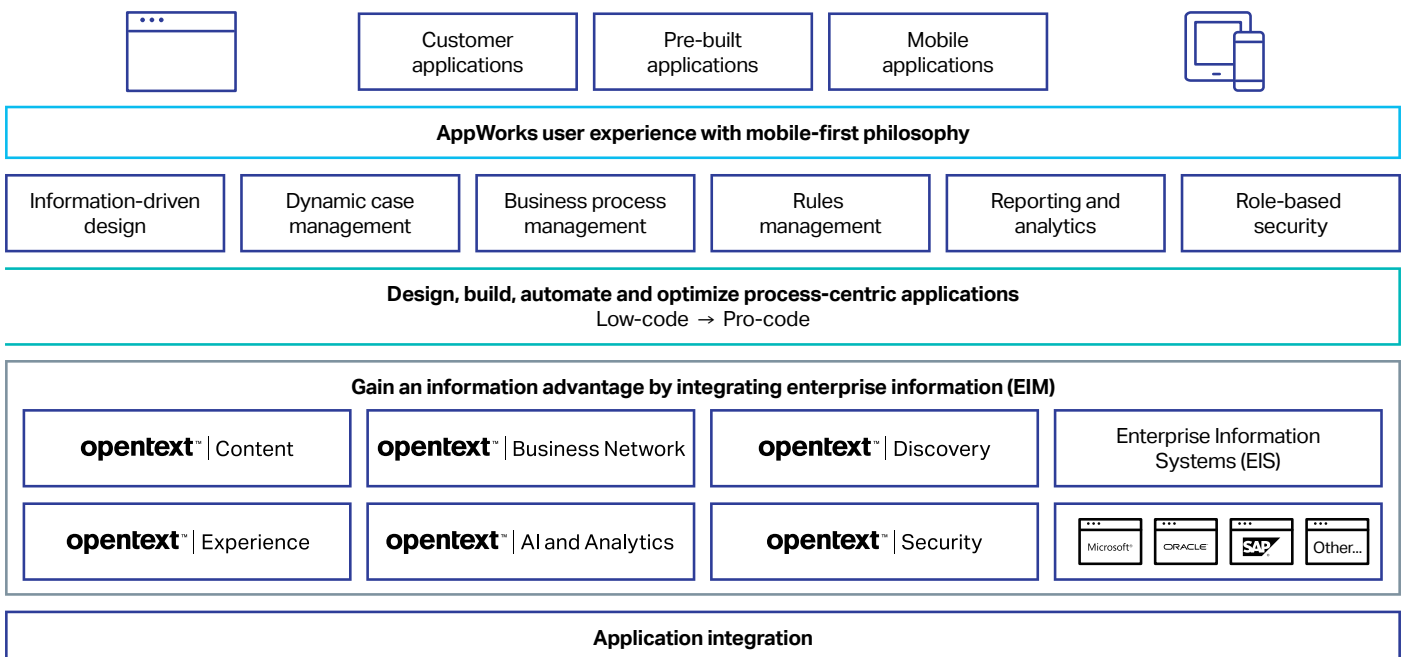 Customer
applications
Pre-built
applications
Mobile
applications
AppWorks user experience with mobile-first philosophy
Information-driven
design
Dynamic case
management
Business process
management
Rules
management
Reporting and
analytics
Role-based
security
Design, build, automate and optimize process-centric applications
Low-code → Pro-code
Gain an information advantage by integrating enterprise information (EIM)
opentext™ | Content
opentext™ | Business Network
opentext™ | Discovery
Enterprise Information
Systems (EIS)
opentext™ | Experience
opentext™ | AI and Analytics
opentext™ | Security
Microsoft®
ORACLE
SAP
Other...
Application integration